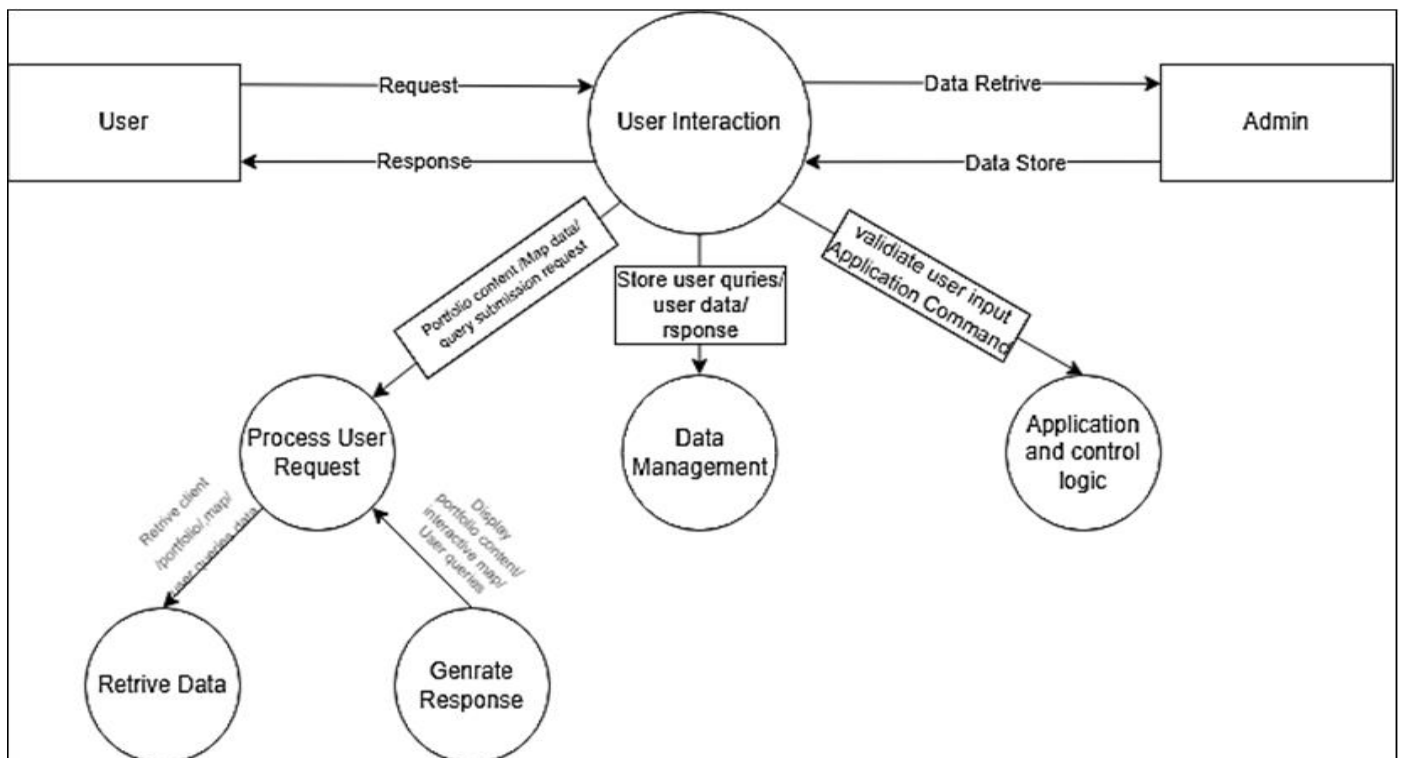 Request
Data Retrive
User
User Interaction
Admin
Response
Data Store
Portfolio content /Map data/
query submission request
Store user quries/
user data/
rsponse
validiate user input
Application Command
Process User
Request
Data
Management
Application
and control
logic
Retrive client
/portfolio/,map/
user queries data
Display
portfolio content/
interactive map/
User queries
Retrive Data
Genrate
Response